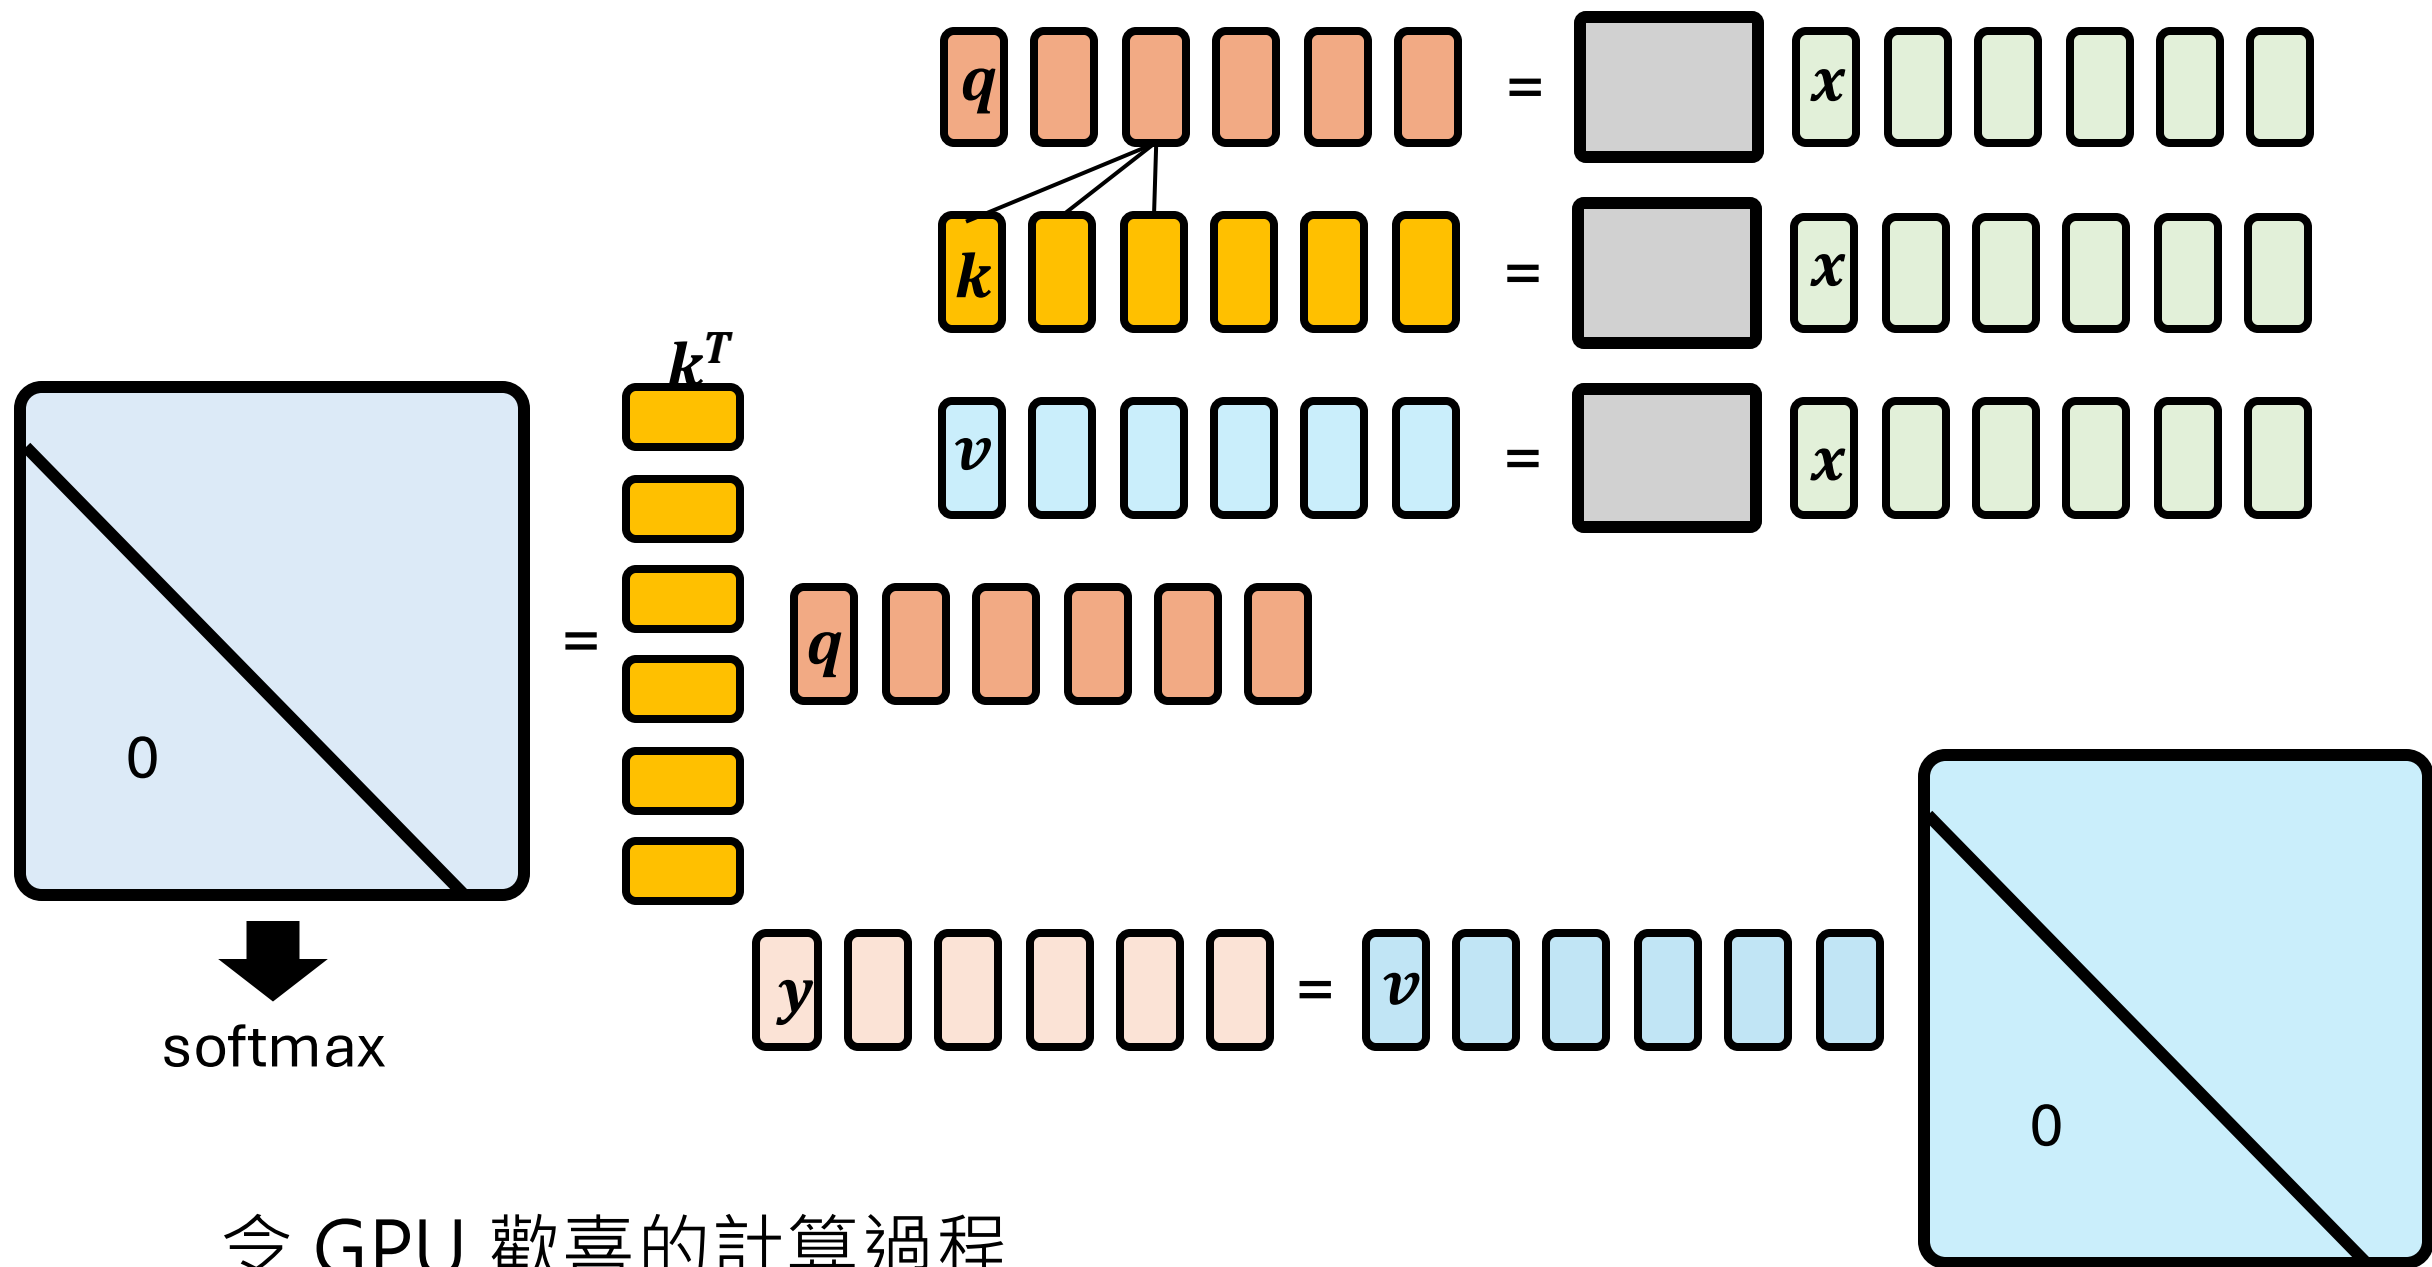 q = x
k = x
k^T
v = x
=
q
0
softmax
y = v
0
令 GPU 歡喜的計算過程